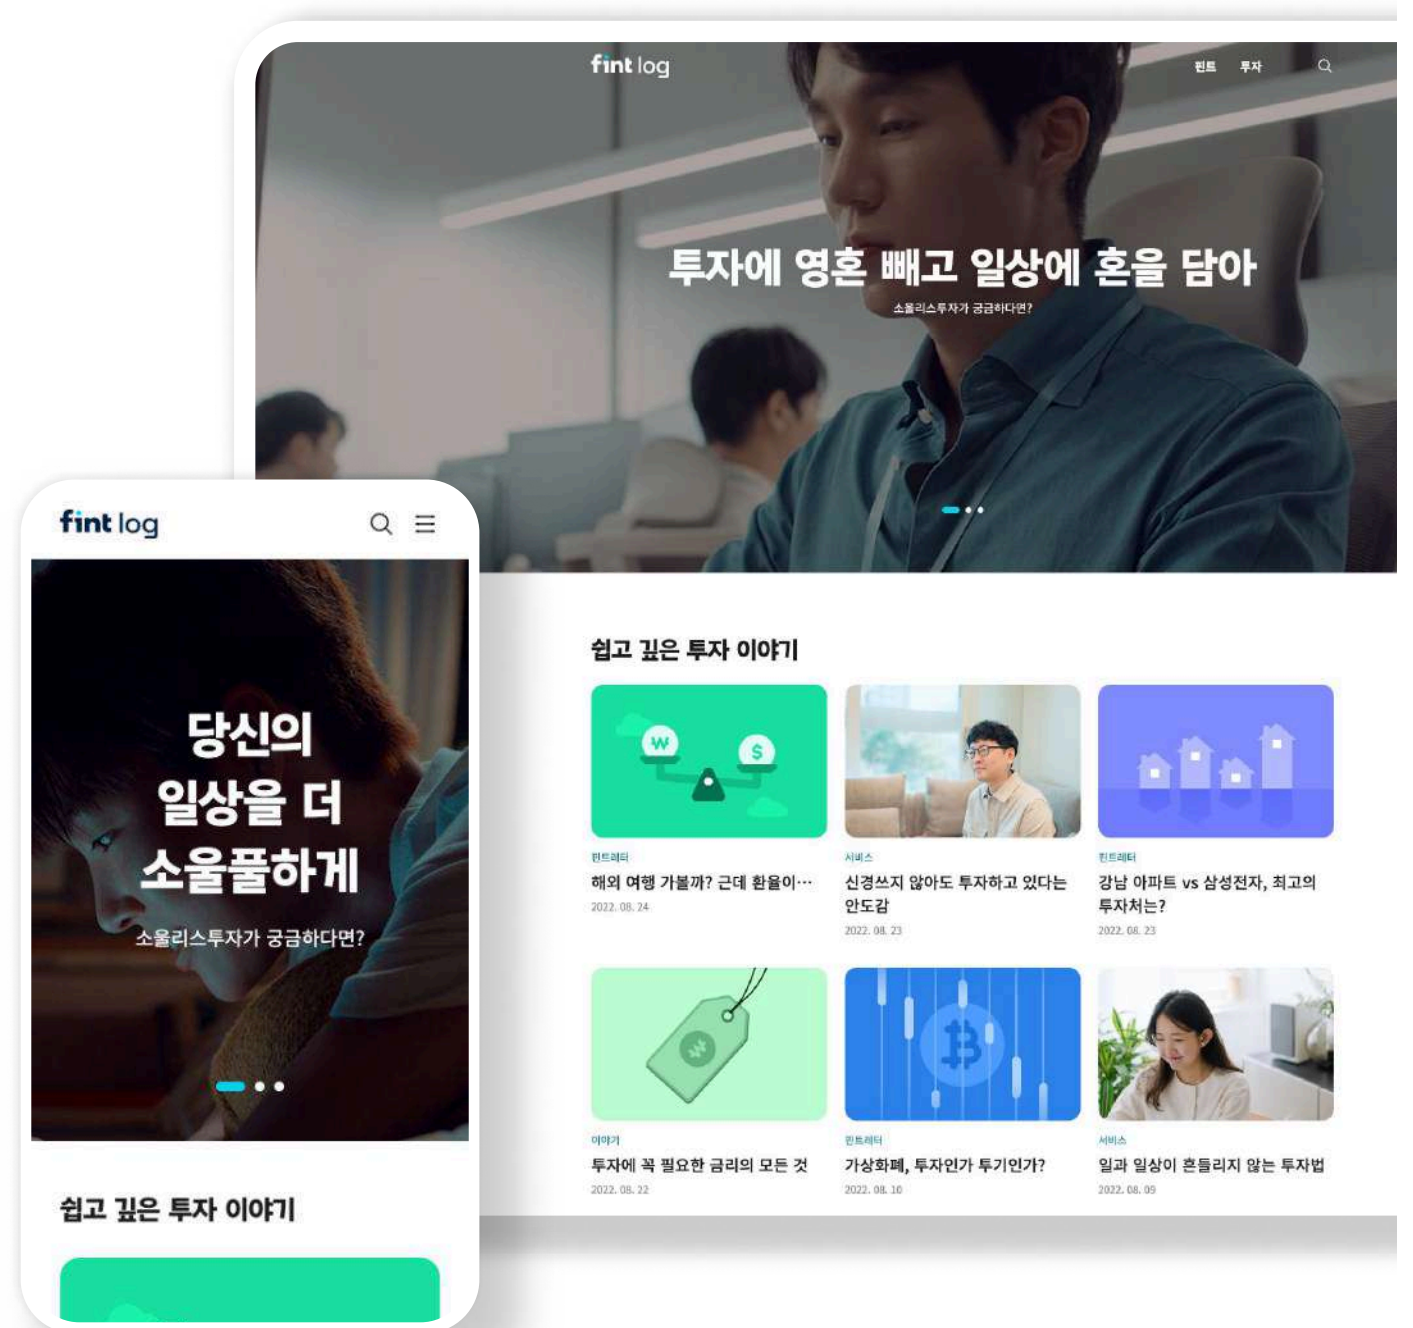 fint log
핀트 투자
투자에 영혼 빼고 일상에 혼을 담아
소울리스투자가 궁금하다면?
쉽고 깊은 투자 이야기
₩ $
핀트레터
해외 여행 가볼까? 근데 환율이…
2022. 08. 24
서비스
신경쓰지 않아도 투자하고 있다는
안도감
2022. 08. 23
핀트레터
강남 아파트 vs 삼성전자, 최고의
투자처는?
2022. 08. 23
₩
이야기
투자에 꼭 필요한 금리의 모든 것
2022. 08. 22
핀트레터
가상화폐, 투자인가 투기인가?
2022. 08. 10
서비스
일과 일상이 흔들리지 않는 투자법
2022. 08. 09
fint log
당신의
일상을 더
소울풀하게
소울리스투자가 궁금하다면?
쉽고 깊은 투자 이야기